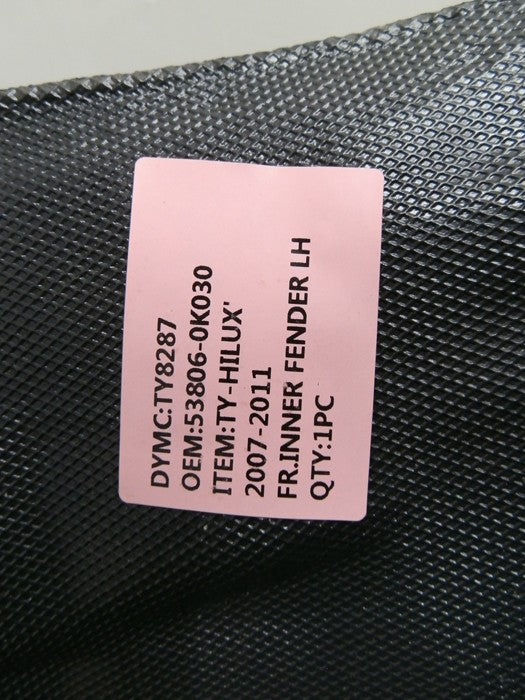 DYMC:TY8287
OEM:53806-0K030
ITEM:TY-HILUX'
2007-2011
FR.INNER FENDER LH
QTY:1PC